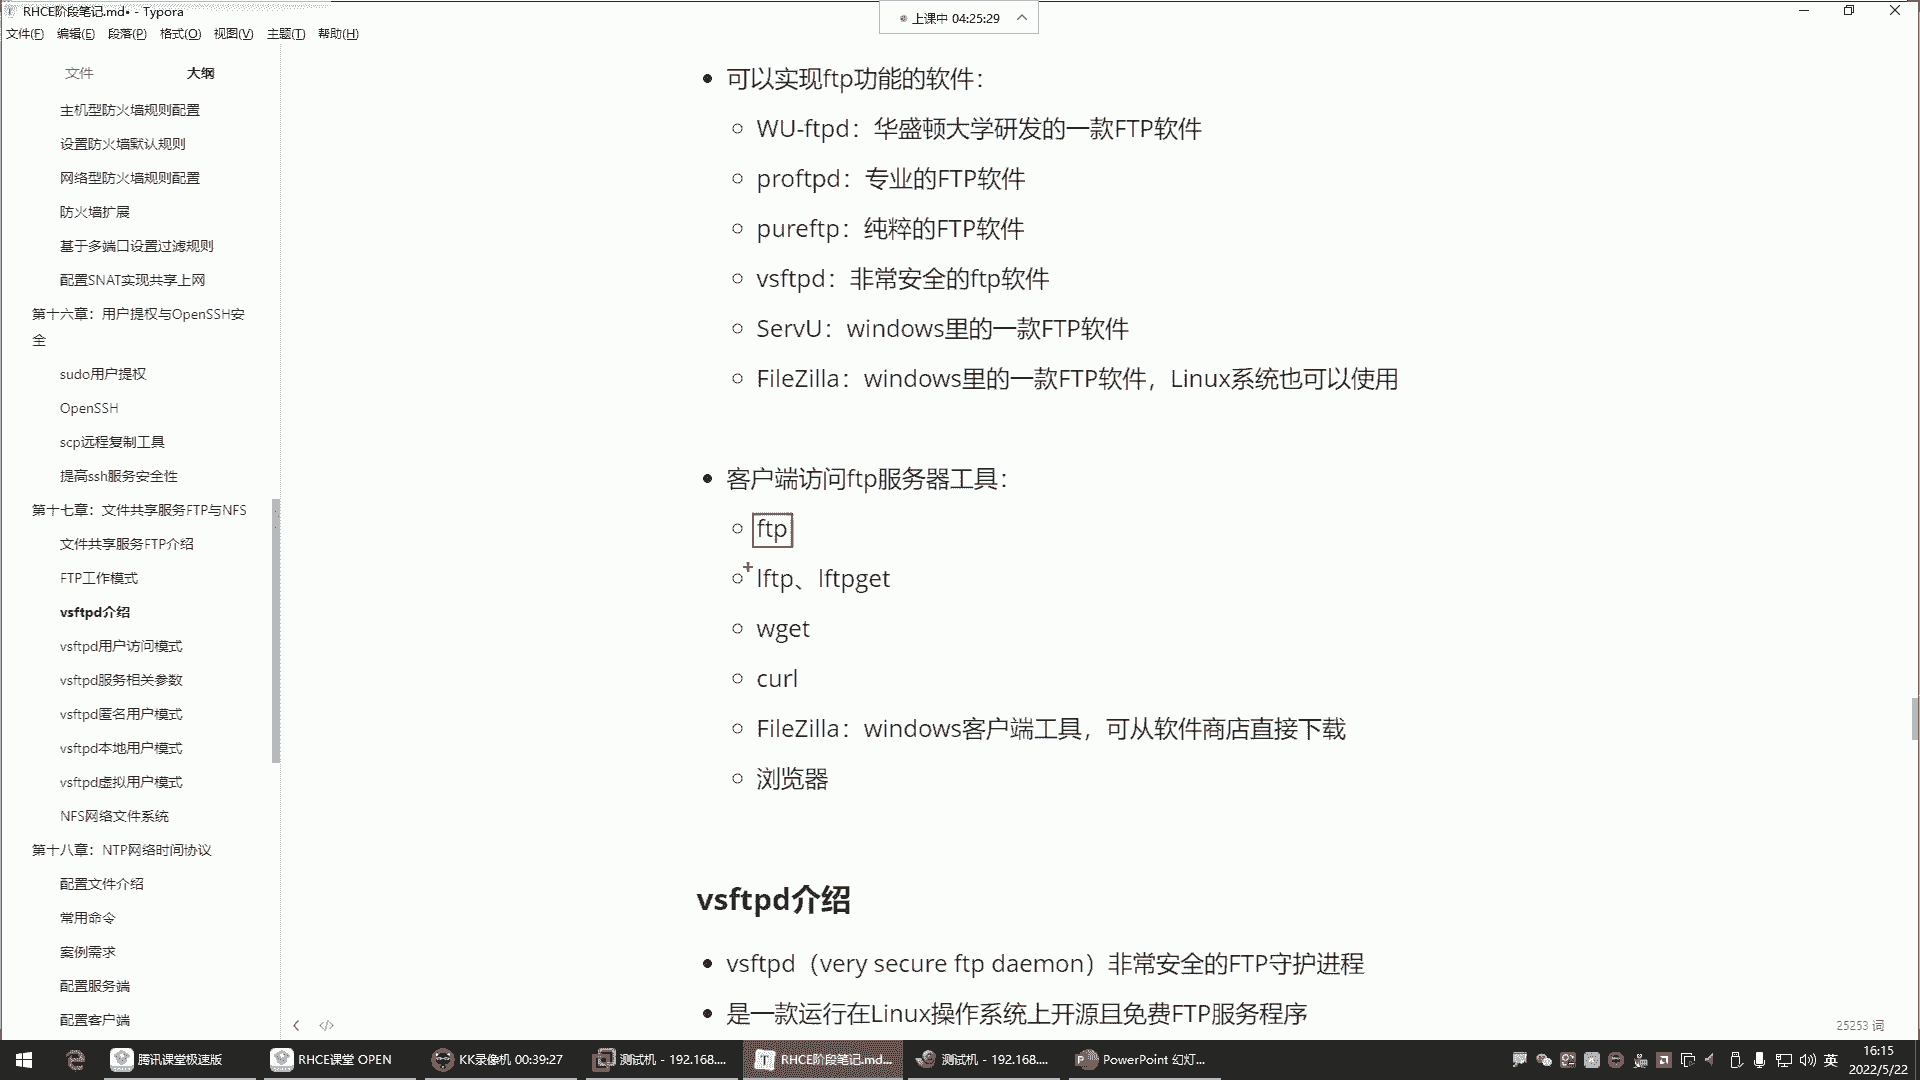 RHCE阶段笔记.md• - Typora
上课中 04:25:29
文件(F) 编辑(E) 段落(P) 格式(O) 视图(V) 主题(T) 帮助(H)
文件 大纲
主机型防火墙规则配置
设置防火墙默认规则
网络型防火墙规则配置
防火墙扩展
基于多端口设置过滤规则
配置SNAT实现共享上网
第十六章：用户提权与OpenSSH安
全
sudo用户提权
OpenSSH
scp远程复制工具
提高ssh服务安全性
第十七章：文件共享服务FTP与NFS
文件共享服务FTP介绍
FTP工作模式
vsftpd介绍
vsftpd用户访问模式
vsftpd服务相关参数
vsftpd匿名用户模式
vsftpd本地用户模式
vsftpd虚拟用户模式
NFS网络文件系统
第十八章：NTP网络时间协议
配置文件介绍
常用命令
案例需求
配置服务端
配置客户端
可以实现ftp功能的软件：
WU-ftpd：华盛顿大学研发的一款FTP软件
proftpd：专业的FTP软件
pureftp：纯粹的FTP软件
vsftpd：非常安全的ftp软件
ServU：windows里的一款FTP软件
FileZilla：windows里的一款FTP软件，Linux系统也可以使用
客户端访问ftp服务器工具：
ftp
lftp、lftpget
wget
curl
FileZilla：windows客户端工具，可从软件商店直接下载
浏览器
vsftpd介绍
vsftpd（very secure ftp daemon）非常安全的FTP守护进程
是一款运行在Linux操作系统上开源且免费FTP服务程序
25253 词
腾讯课堂极速版
RHCE课堂 OPEN
KK录像机 00:39:27
测试机 - 192.168....
RHCE阶段笔记.md...
测试机 - 192.168....
PowerPoint 幻灯...
英
16:15
2022/5/22